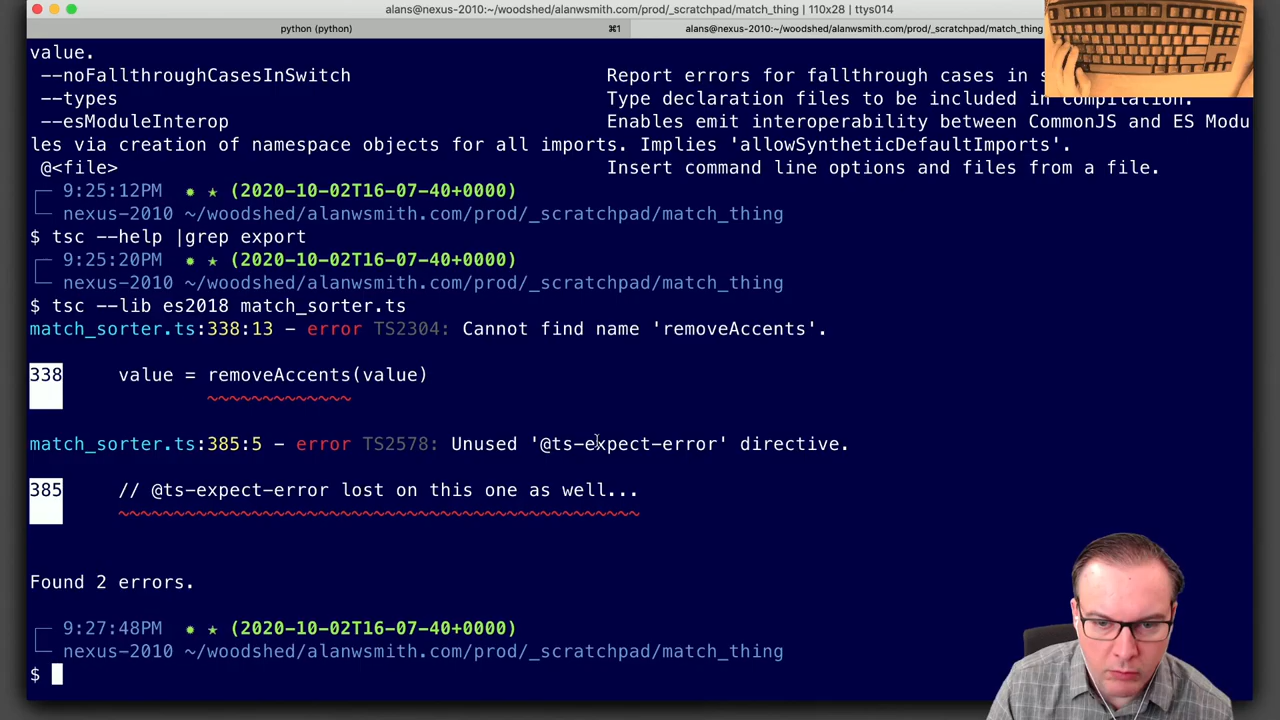 alans@nexus-2010:~/woodshed/alanwsmith.com/prod/_scratchpad/match_thing | 110x28 | ttys014
python (python) ⌘1 alans@nexus-2010:~/woodshed/alanwsmith.com/prod/_scratchpad/match_thing
value.
--noFallthroughCasesInSwitch Report errors for fallthrough cases in s
--types Type declaration files to be included in compilation.
--esModuleInterop Enables emit interoperability between CommonJS and ES Modu
les via creation of namespace objects for all imports. Implies 'allowSyntheticDefaultImports'.
@<file> Insert command line options and files from a file.
9:25:12PM ★ (2020-10-02T16-07-40+0000)
nexus-2010 ~/woodshed/alanwsmith.com/prod/_scratchpad/match_thing
$ tsc --help |grep export
9:25:20PM ★ (2020-10-02T16-07-40+0000)
nexus-2010 ~/woodshed/alanwsmith.com/prod/_scratchpad/match_thing
$ tsc --lib es2018 match_sorter.ts
match_sorter.ts:338:13 - error TS2304: Cannot find name 'removeAccents'.
338 value = removeAccents(value)
~~~~~~~~~~~~~
match_sorter.ts:385:5 - error TS2578: Unused '@ts-expect-error' directive.
385 // @ts-expect-error lost on this one as well...
~~~~~~~~~~~~~~~~~~~~~~~~~~~~~~~~~~~~~~~~~~~~~~~
Found 2 errors.
9:27:48PM ★ (2020-10-02T16-07-40+0000)
nexus-2010 ~/woodshed/alanwsmith.com/prod/_scratchpad/match_thing
$